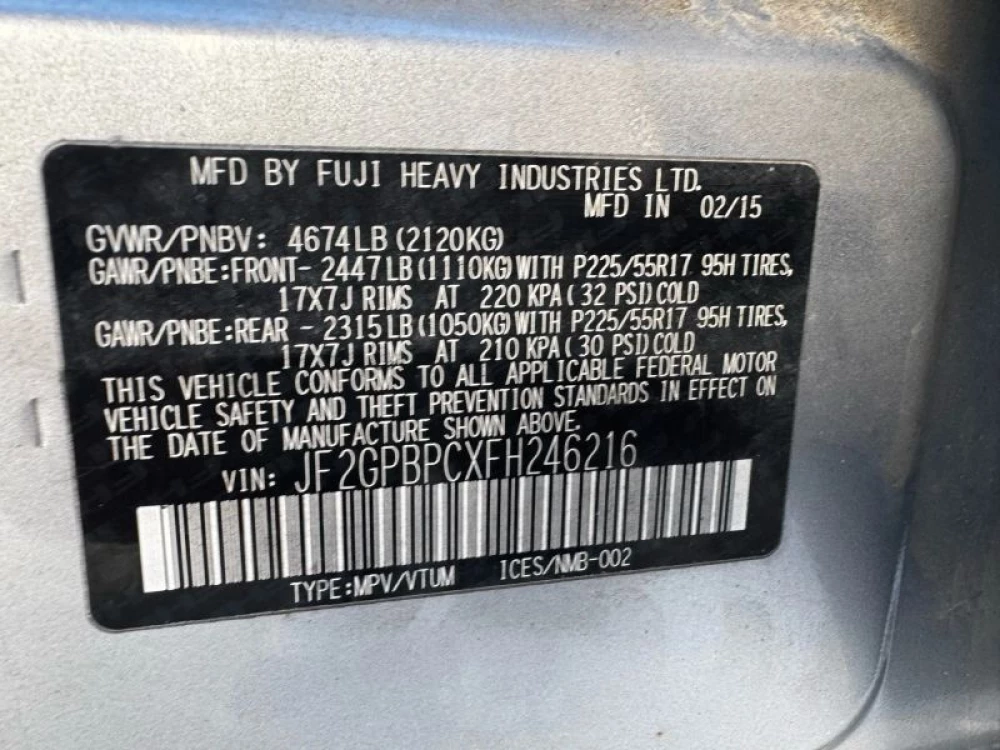 MFD BY FUJI HEAVY INDUSTRIES LTD.
MFD IN 02/15
GVWR/PNBV: 4674LB (2120KG)
GAWR/PNBE:FRONT- 2447LB (1110KG) WITH P225/55R17 95H TIRES,
17X7J RIMS AT 220 KPA ( 32 PSI) COLD
GAWR/PNBE:REAR - 2315LB (1050KG) WITH P225/55R17 95H TIRES,
17X7J RIMS AT 210 KPA ( 30 PSI) COLD
THIS VEHICLE CONFORMS TO ALL APPLICABLE FEDERAL MOTOR
VEHICLE SAFETY AND THEFT PREVENTION STANDARDS IN EFFECT ON
THE DATE OF MANUFACTURE SHOWN ABOVE.
VIN: JF2GPBPCXFH246216
TYPE:MPV/VTUM ICES/NMB-002